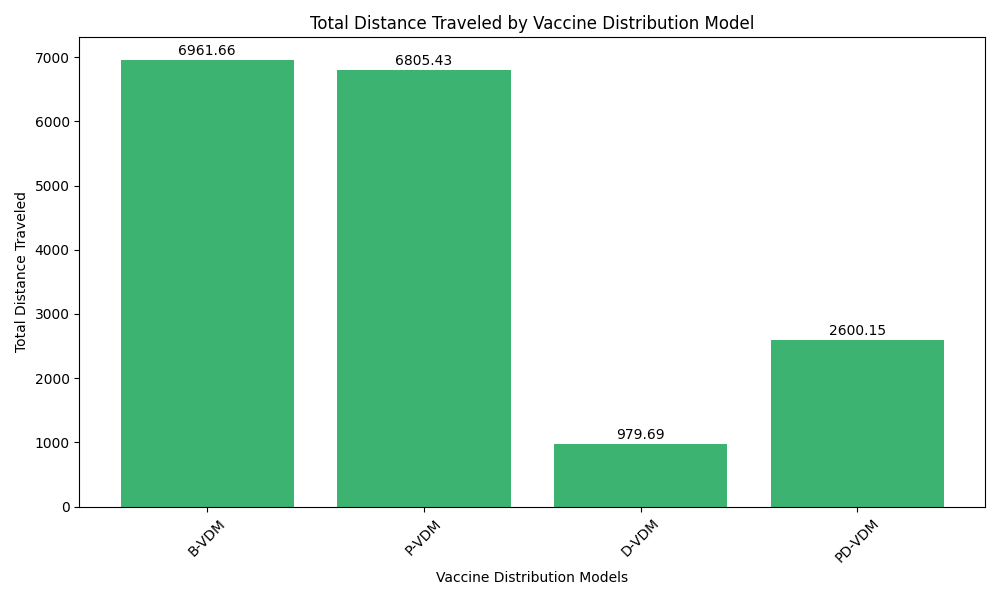 Total Distance Traveled by Vaccine Distribution Model
6961.66
6805.43
979.69
2600.15
7000
6000
5000
4000
3000
2000
1000
0
Total Distance Traveled
B-VDM
P-VDM
D-VDM
PD-VDM
Vaccine Distribution Models